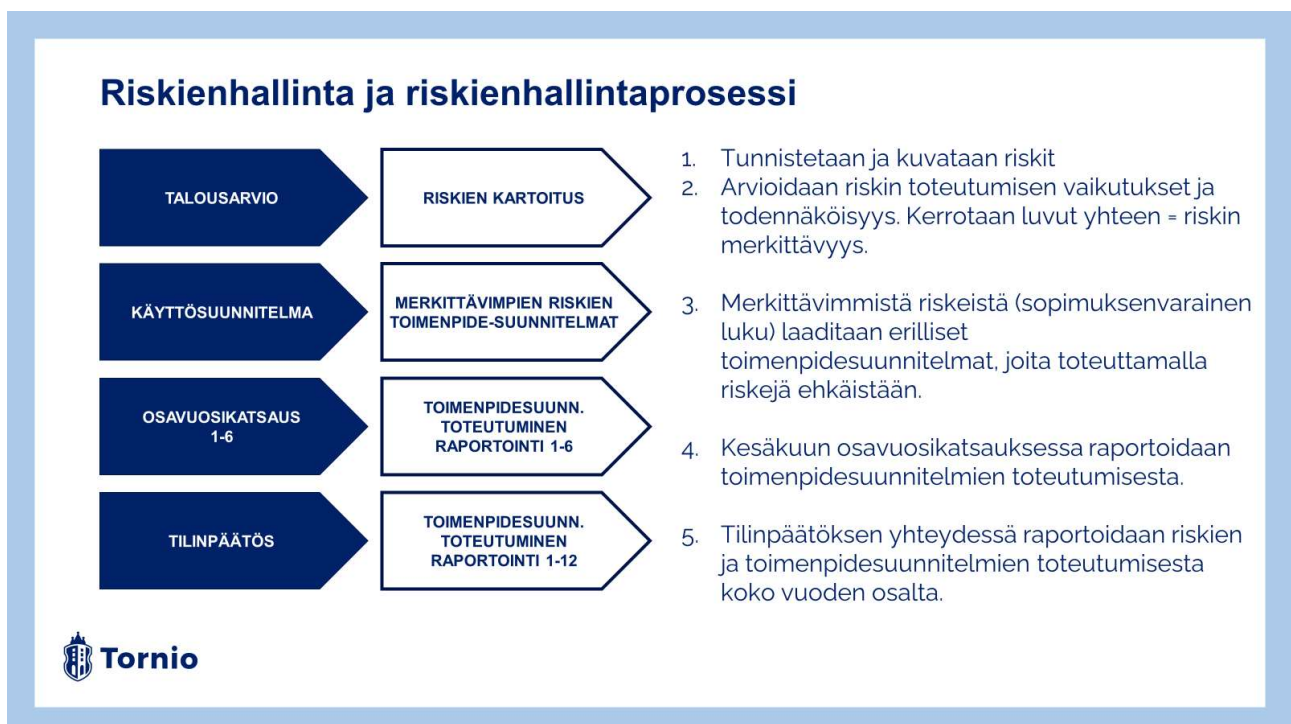 Riskienhallinta ja riskienhallintaprosessi
TALOUSARVIO
RISKIEN KARTOITUS
KÄYTTÖSUUNNITELMA
MERKITTÄVIMPIEN RISKIEN
TOIMENPIDE-SUUNNITELMAT
OSAVUOSIKATSAUS
1-6
TOIMENPIDESUUNN.
TOTEUTUMINEN
RAPORTOINTI 1-6
TILINPÄÄTÖS
TOIMENPIDESUUNN.
TOTEUTUMINEN
RAPORTOINTI 1-12
1. Tunnistetaan ja kuvataan riskit
2. Arvioidaan riskin toteutumisen vaikutukset ja
todennäköisyys. Kerrotaan luvut yhteen = riskin
merkittävyys.
3. Merkittävimmistä riskeistä (sopimuksenvarainen
luku) laaditaan erilliset
toimenpidesuunnitelmat, joita toteuttamalla
riskejä ehkäistään.
4. Kesäkuun osavuosikatsauksessa raportoidaan
toimenpidesuunnitelmien toteutumisesta.
5. Tilinpäätöksen yhteydessä raportoidaan riskien
ja toimenpidesuunnitelmien toteutumisesta
koko vuoden osalta.
Tornio